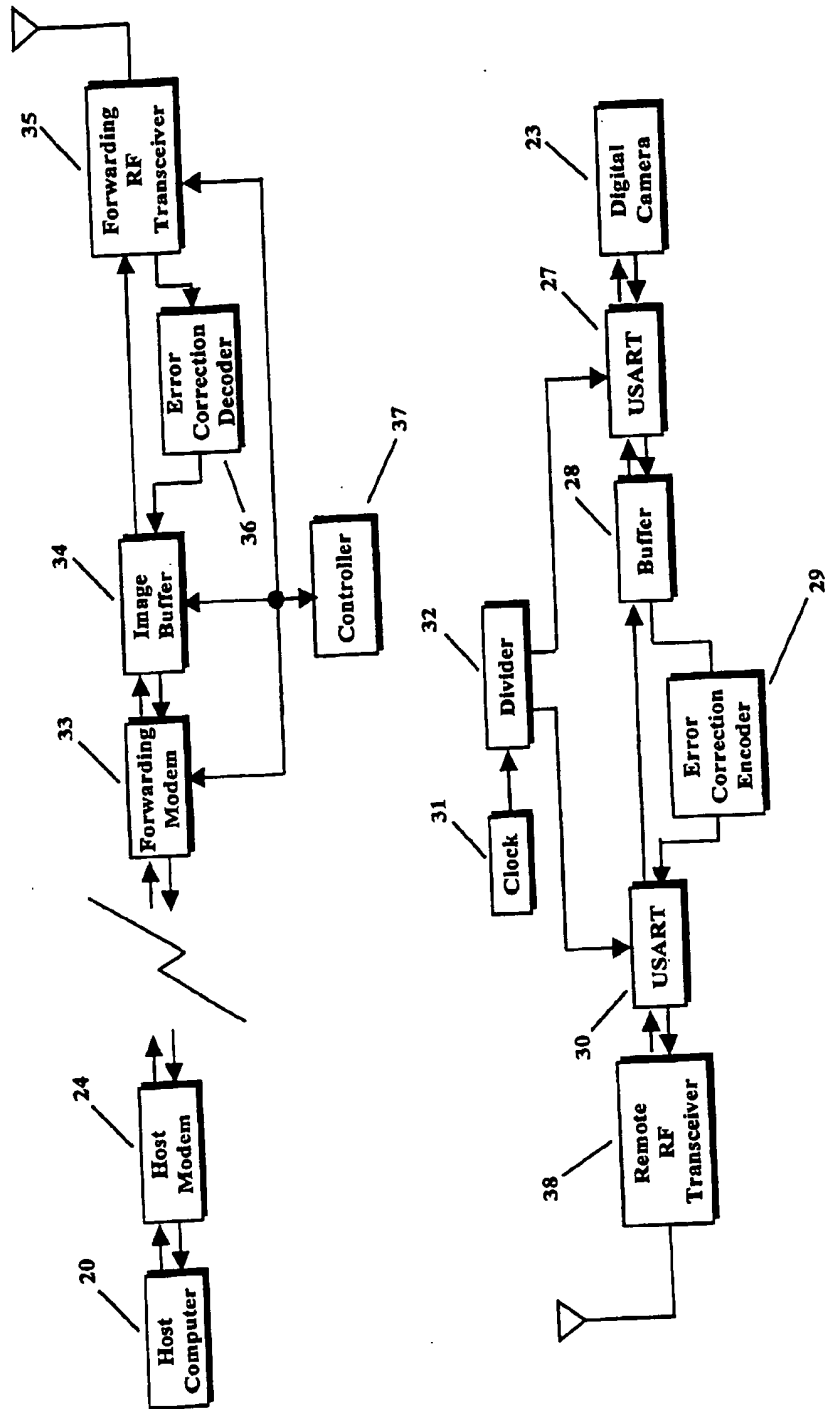 20
Host
Computer
24
Host
Modem
33
Forwarding
Modem
34
Image
Buffer
36
Error
Correction
Decoder
35
Forwarding
RF
Transceiver
37
Controller
38
Remote
RF
Transceiver
30
USART
31
Clock
32
Divider
29
Error
Correction
Encoder
28
Buffer
27
USART
23
Digital
Camera